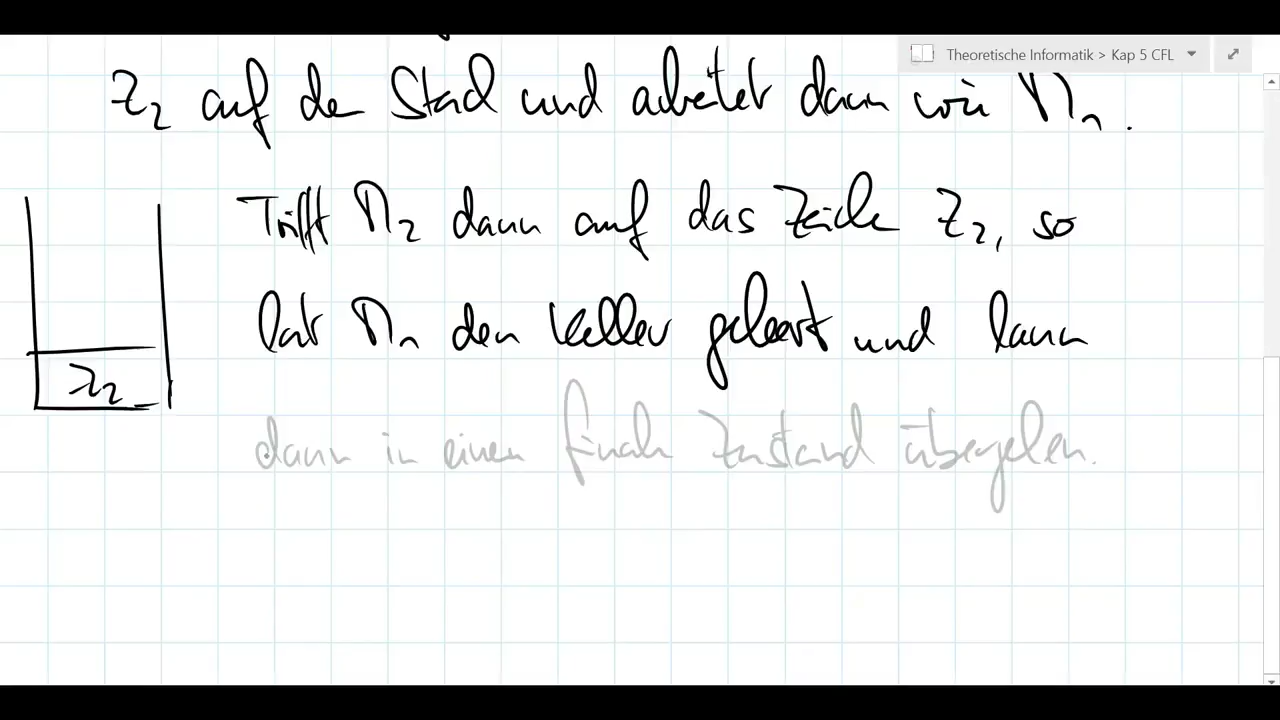 Theoretische Informatik > Kap 5 CFL
Z₂ auf den Stack und arbeitet dann wie M₁.
Trifft M₂ dann auf das Zeichen Z₂, so
hat M₁ den Keller geleert und kann
dann in einen finalen Zustand übergehen.
Z₂